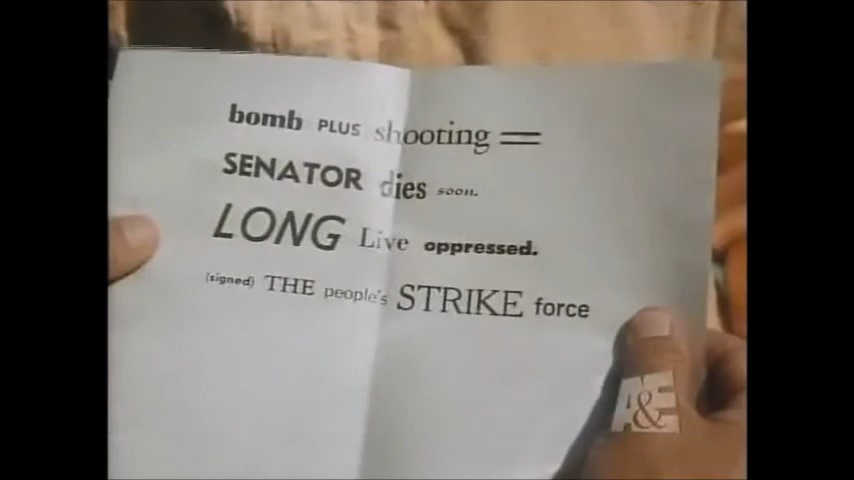 bomb PLUS shooting =
SENATOR dies soon.
LONG Live oppressed.
(signed) THE people's STRIKE force
A&E